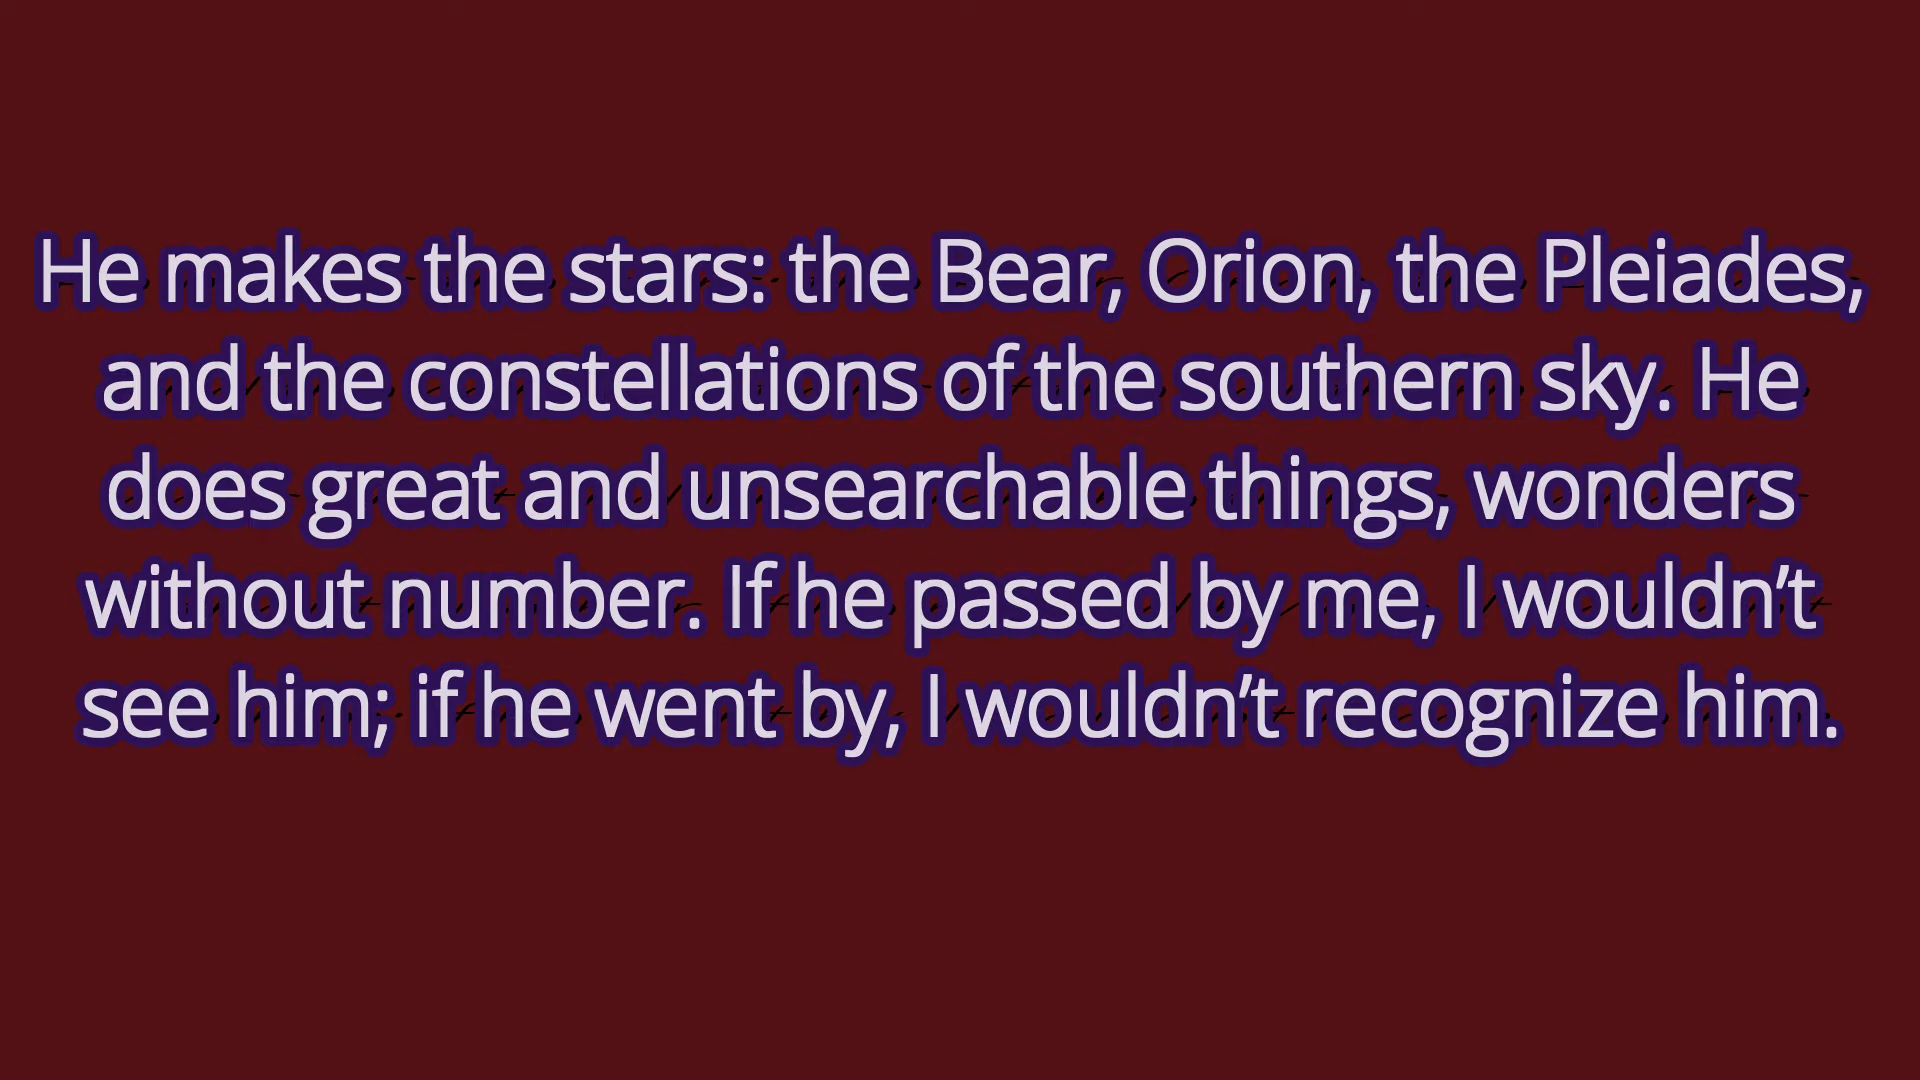 He makes the stars: the Bear, Orion, the Pleiades,
and the constellations of the southern sky. He
does great and unsearchable things, wonders
without number. If he passed by me, I wouldn’t
see him; if he went by, I wouldn’t recognize him.